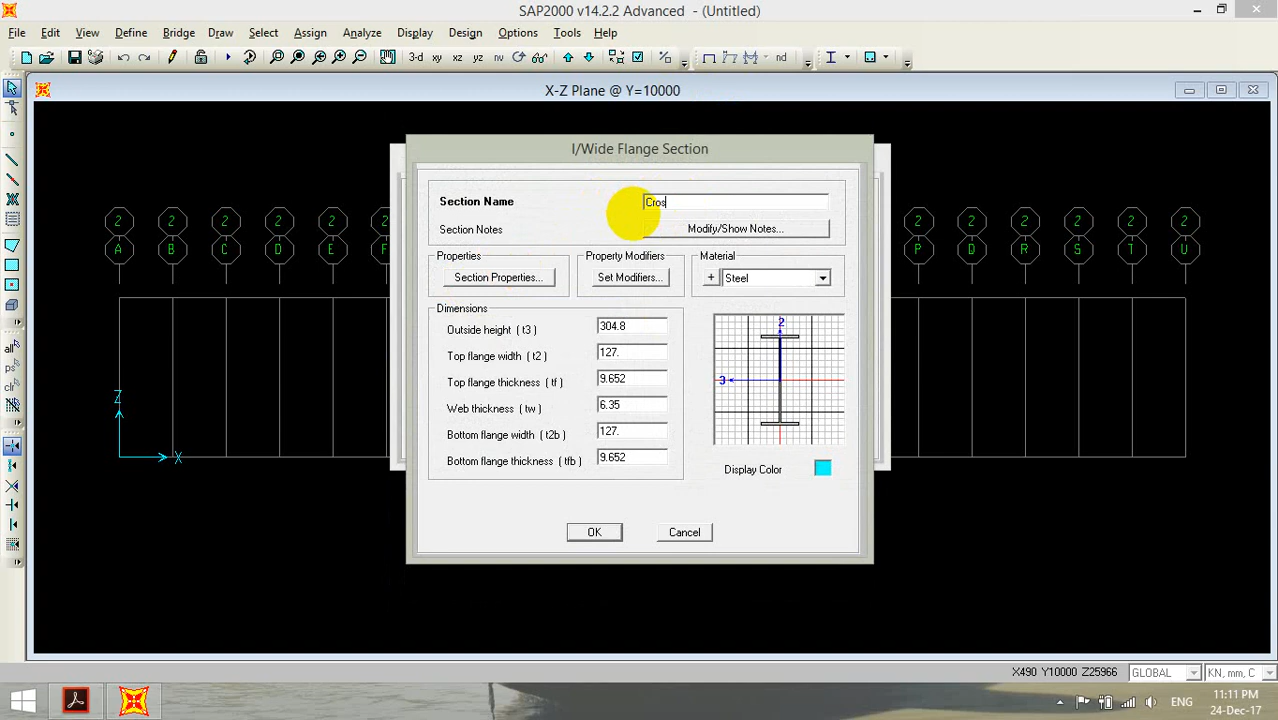 SAP2000 v14.2.2 Advanced - (Untitled)
File Edit View Define Bridge Draw Select Assign Analyze Display Design Options Tools Help
3-d xy xz yz nv nd
X-Z Plane @ Y=10000
I/Wide Flange Section
Section Name Cros
Section Notes Modify/Show Notes...
Properties Property Modifiers Material
Section Properties... Set Modifiers... + Steel
Dimensions
Outside height ( t3 ) 304.8
Top flange width ( t2 ) 127.
Top flange thickness ( tf ) 9.652
Web thickness ( tw ) 6.35
Bottom flange width ( t2b ) 127.
Bottom flange thickness ( tfb ) 9.652
2
3
Display Color
OK Cancel
2 2 2 2 2 2 2 2 2 2 2 2
A B C D E F P Q R S T U
Z
X
all
ps
clr
X490 Y10000 Z25966 GLOBAL KN, mm, C
ENG
11:11 PM
24-Dec-17